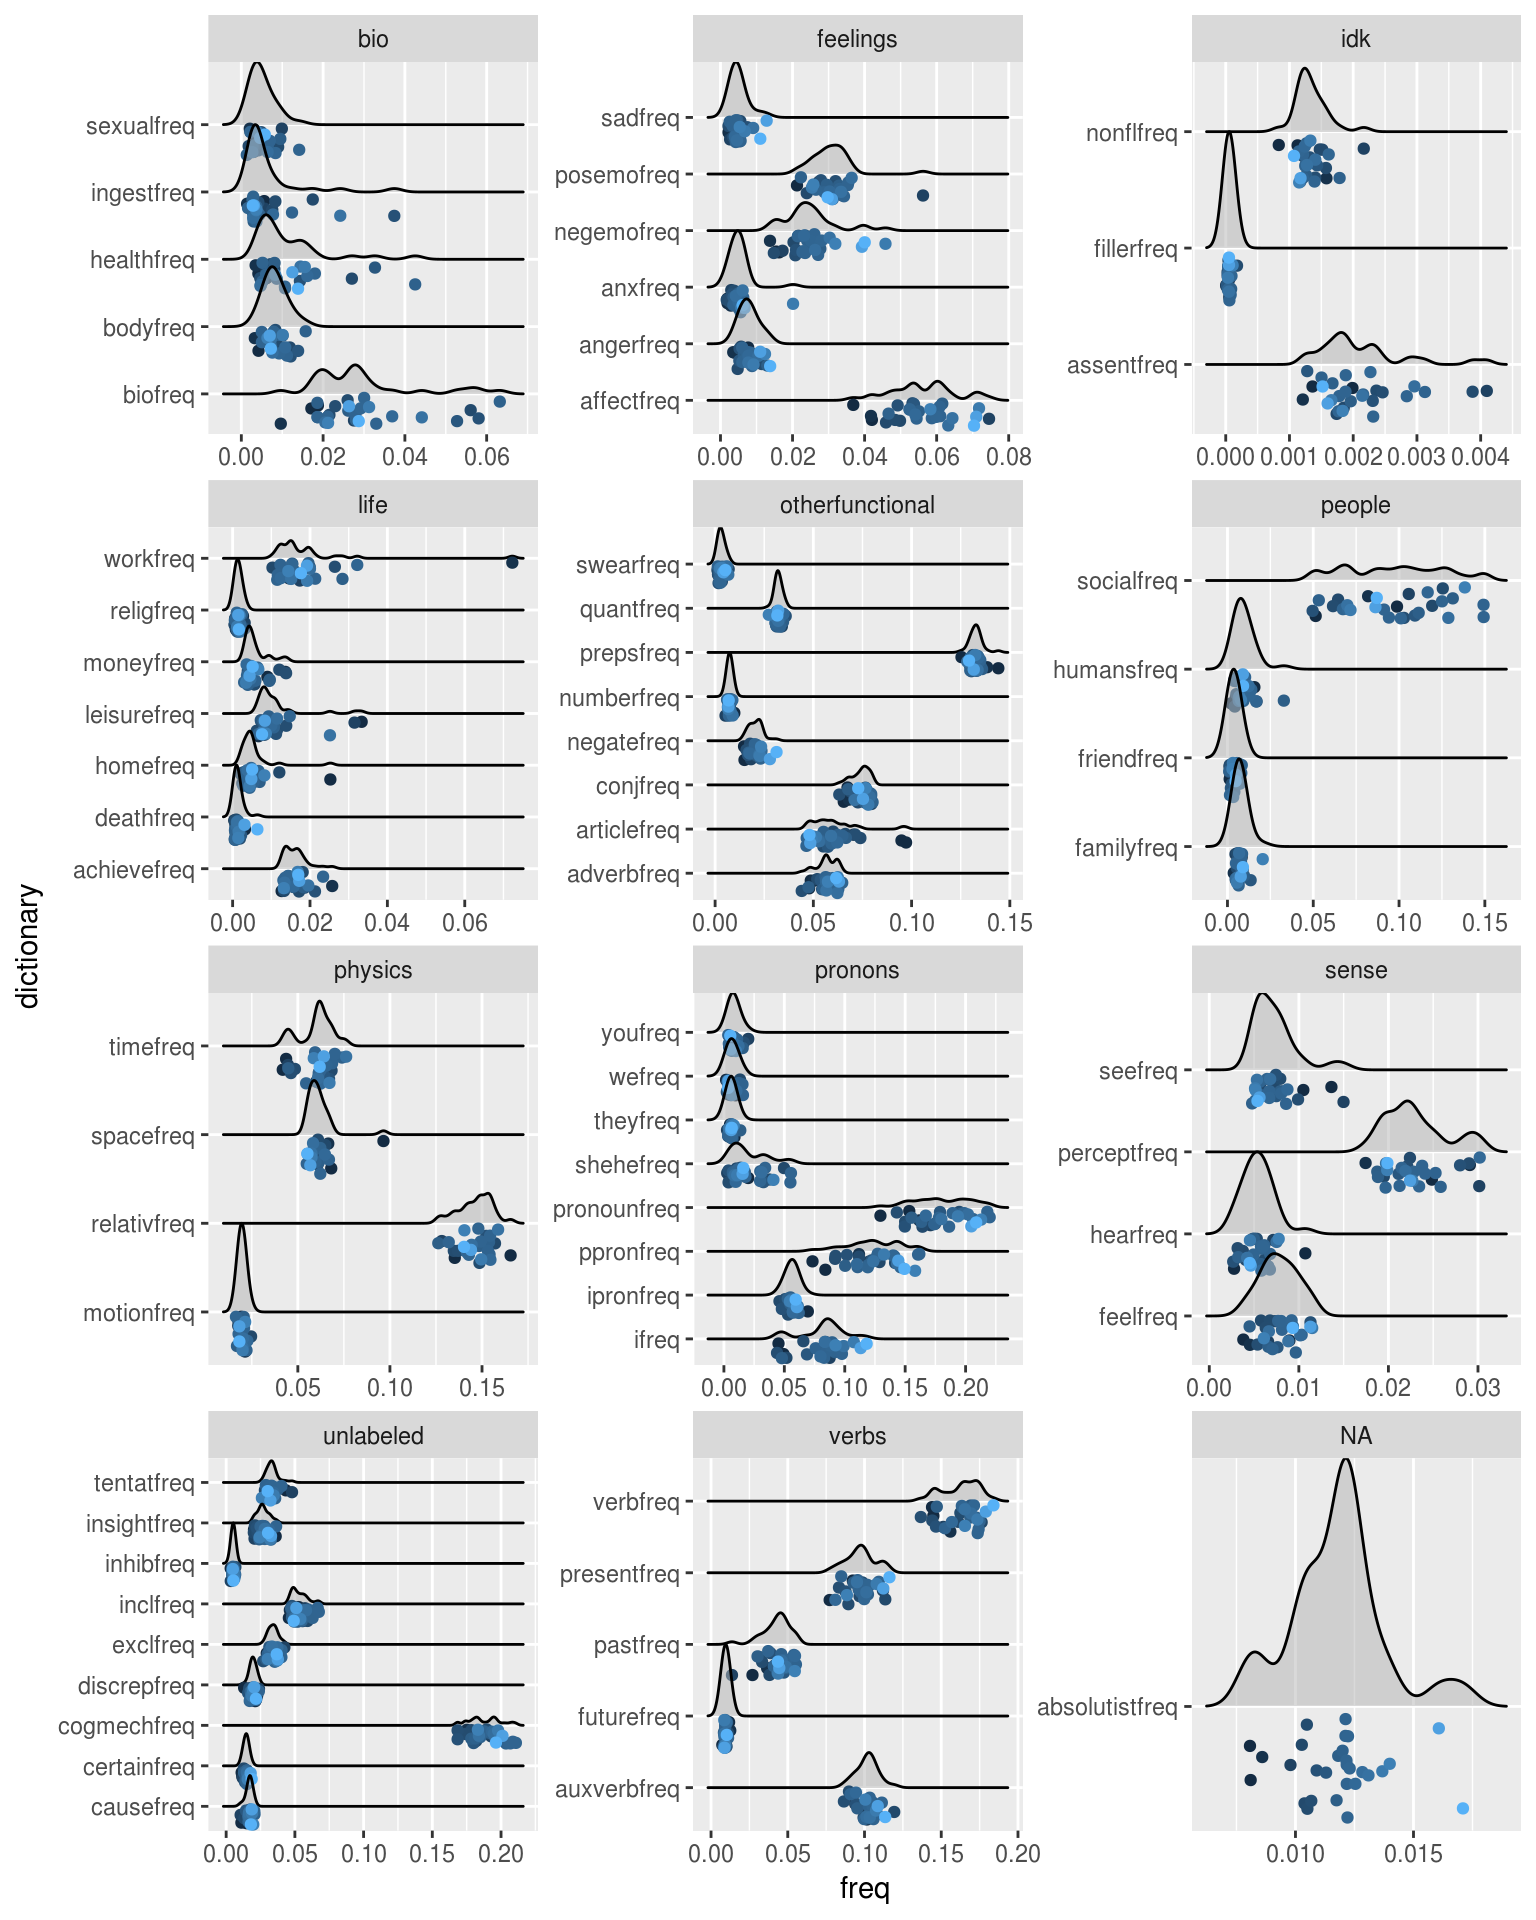 bio
feelings
idk
sexualfreq
ingestfreq
healthfreq
bodyfreq
biofreq
0.00 0.02 0.04 0.06
sadfreq
posemofreq
negemofreq
anxfreq
angerfreq
affectfreq
0.00 0.02 0.04 0.06 0.08
nonflfreq
fillerfreq
assentfreq
0.000 0.001 0.002 0.003 0.004
life
otherfunctional
people
workfreq
religfreq
moneyfreq
leisurefreq
homefreq
deathfreq
achievefreq
0.00 0.02 0.04 0.06
swearfreq
quantfreq
prepsfreq
numberfreq
negatefreq
conjfreq
articlefreq
adverbfreq
0.00 0.05 0.10 0.15
socialfreq
humansfreq
friendfreq
familyfreq
0.00 0.05 0.10 0.15
dictionary
physics
pronons
sense
timefreq
spacefreq
relativfreq
motionfreq
0.05 0.10 0.15
youfreq
wefreq
theyfreq
shehefreq
pronounfreq
ppronfreq
ipronfreq
ifreq
0.00 0.05 0.10 0.15 0.20
seefreq
perceptfreq
hearfreq
feelfreq
0.00 0.01 0.02 0.03
unlabeled
verbs
NA
tentatfreq
insightfreq
inhibfreq
inclfreq
exclfreq
discrepfreq
cogmechfreq
certainfreq
causefreq
0.00 0.05 0.10 0.15 0.20
verbfreq
presentfreq
pastfreq
futurefreq
auxverbfreq
0.00 0.05 0.10 0.15 0.20
absolutistfreq
0.010 0.015
freq